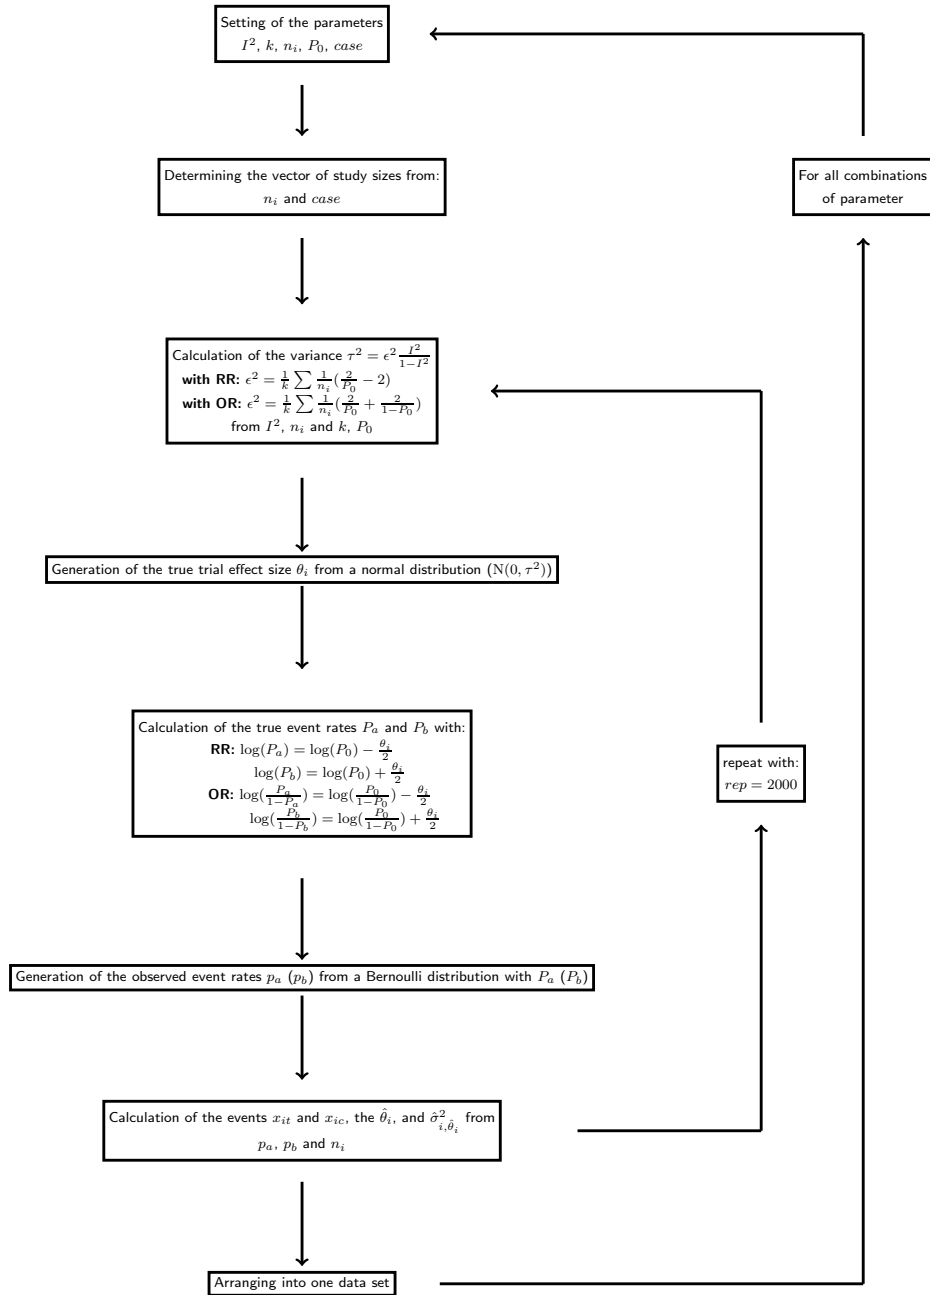 Setting of the parameters
I², k, nᵢ, P₀, case
Determining the vector of study sizes from:
nᵢ and case
For all combinations
of parameter
Calculation of the variance τ² = ϵ² I²/(1−I²)
with RR: ϵ² = 1/k ∑ 1/nᵢ (2/P₀ − 2)
with OR: ϵ² = 1/k ∑ 1/nᵢ (2/P₀ + 2/(1−P₀))
from I², nᵢ and k, P₀
Generation of the true trial effect size θᵢ from a normal distribution (N(0, τ²))
Calculation of the true event rates Pₐ and P_b with:
RR: log(Pₐ) = log(P₀) − θᵢ/2
log(P_b) = log(P₀) + θᵢ/2
OR: log(Pₐ/(1−Pₐ)) = log(P₀/(1−P₀)) − θᵢ/2
log(P_b/(1−P_b)) = log(P₀/(1−P₀)) + θᵢ/2
repeat with:
rep = 2000
Generation of the observed event rates pₐ (p_b) from a Bernoulli distribution with Pₐ (P_b)
Calculation of the events x_{it} and x_{ic}, the θ̂ᵢ, and σ̂²_{i,θ̂ᵢ} from
pₐ, p_b and nᵢ
Arranging into one data set